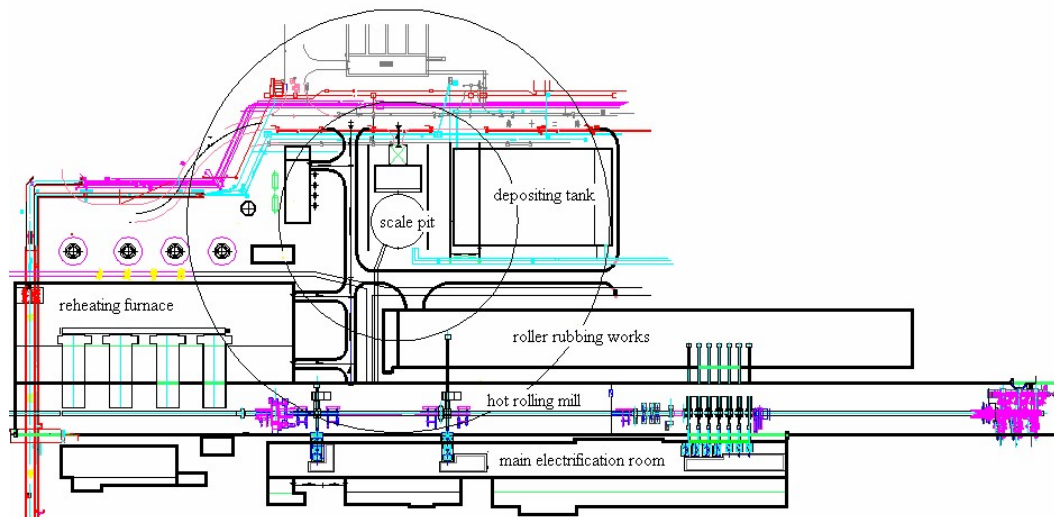 depositing tank
scale pit
reheating furnace
roller rubbing works
hot rolling mill
main electrification room